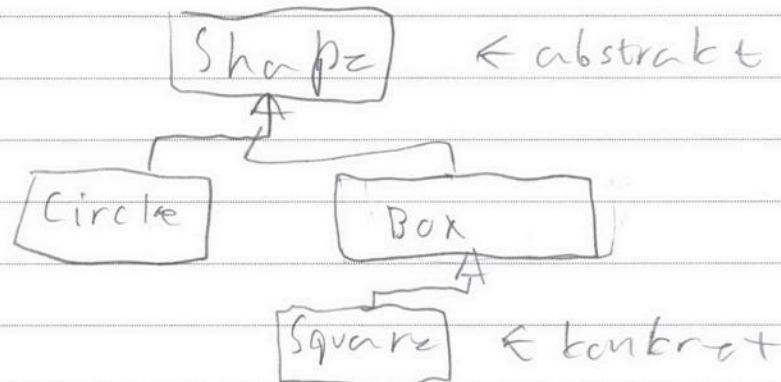 Shape ← abstrakt
Circle Box
Square ← konkret